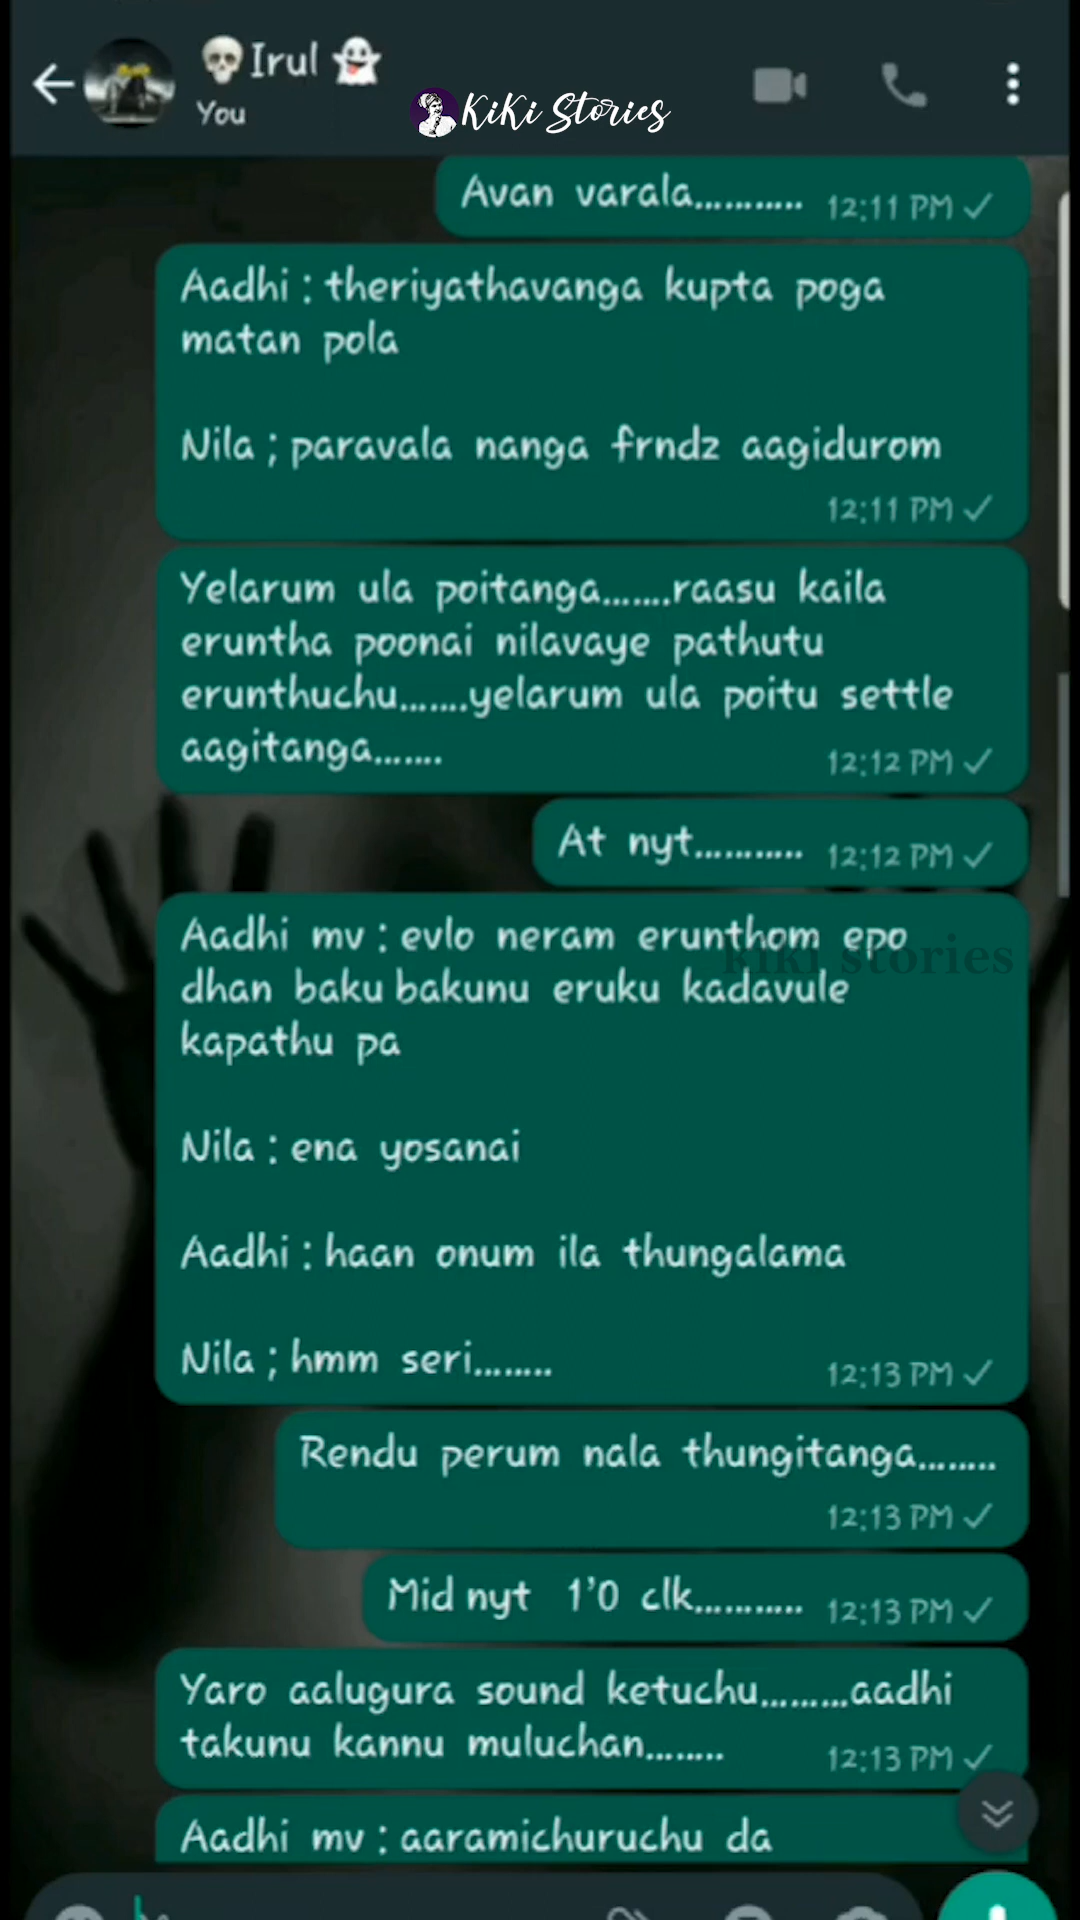 💀Irul 👻
You
KiKi Stories
Avan varala........... 12:11 PM
Aadhi : theriyathavanga kupta poga
matan pola
Nila ; paravala nanga frndz aagidurom
12:11 PM
Yelarum ula poitanga.......raasu kaila
eruntha poonai nilavaye pathutu
erunthuchu.......yelarum ula poitu settle
aagitanga....... 12:12 PM
At nyt........... 12:12 PM
Aadhi mv : evlo neram erunthom epo
kiki stories
dhan baku bakunu eruku kadavule
kapathu pa
Nila : ena yosanai
Aadhi : haan onum ila thungalama
Nila ; hmm seri........ 12:13 PM
Rendu perum nala thungitanga........
12:13 PM
Mid nyt 1'0 clk........... 12:13 PM
Yaro aalugura sound ketuchu.........aadhi
takunu kannu muluchan........ 12:13 PM
Aadhi mv : aaramichuruchu da